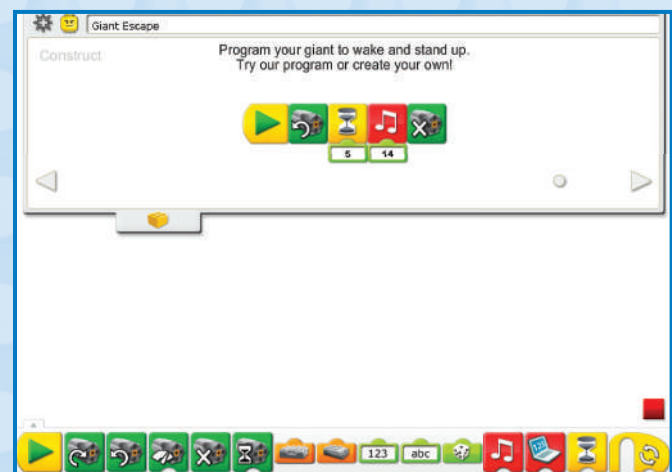 Giant Escape
Construct
Program your giant to wake and stand up.
Try our program or create your own!
5 14
123 abc